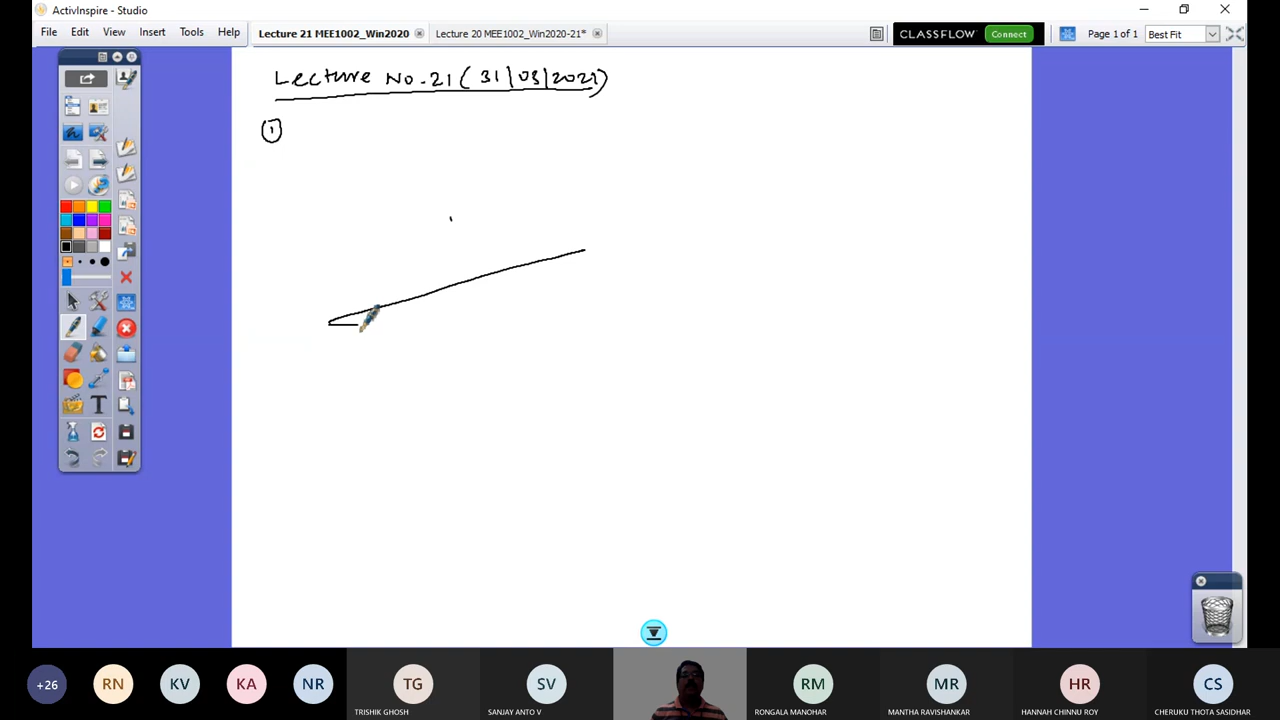 ActivInspire - Studio
File Edit View Insert Tools Help
Lecture 21 MEE1002_Win2020
Lecture 20 MEE1002_Win2020-21*
CLASSFLOW Connect
Page 1 of 1
Best Fit
Lecture No.21 ( 31/03/2021)
1
T
+26
RN
KV
KA
NR
TG
TRISHIK GHOSH
SV
SANJAY ANTO V
RM
RONGALA MANOHAR
MR
MANTHA RAVISHANKAR
HR
HANNAH CHINNU ROY
CS
CHERUKU THOTA SASIDHAR